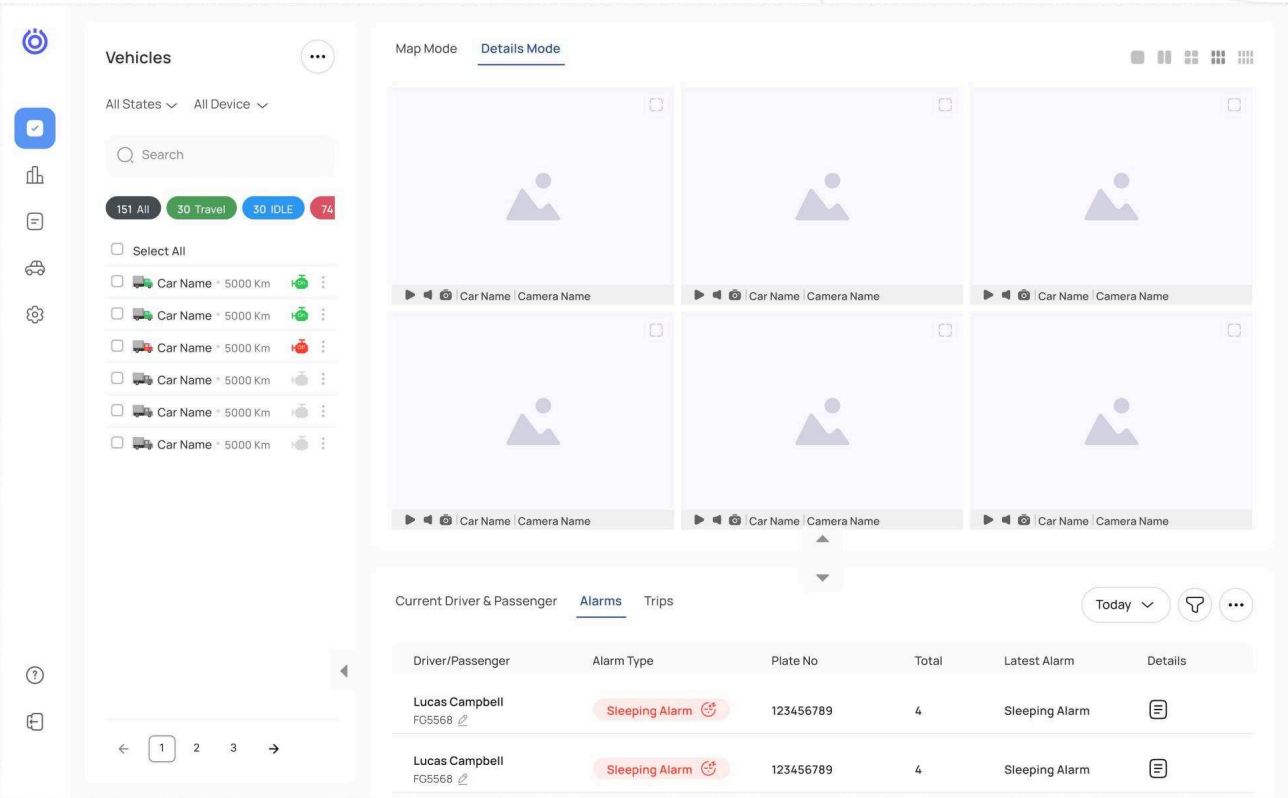 Vehicles
All States All Device
Search
151 All 30 Travel 30 IDLE 74
Select All
Car Name 5000 Km On
Car Name 5000 Km On
Car Name 5000 Km On
Car Name 5000 Km
Car Name 5000 Km
Car Name 5000 Km
1 2 3
Map Mode Details Mode
Car Name Camera Name
Car Name Camera Name
Car Name Camera Name
Car Name Camera Name
Car Name Camera Name
Car Name Camera Name
Current Driver & Passenger Alarms Trips
Today
Driver/Passenger Alarm Type Plate No Total Latest Alarm Details
Lucas Campbell
FG5568
Sleeping Alarm 123456789 4 Sleeping Alarm
Lucas Campbell
FG5568
Sleeping Alarm 123456789 4 Sleeping Alarm